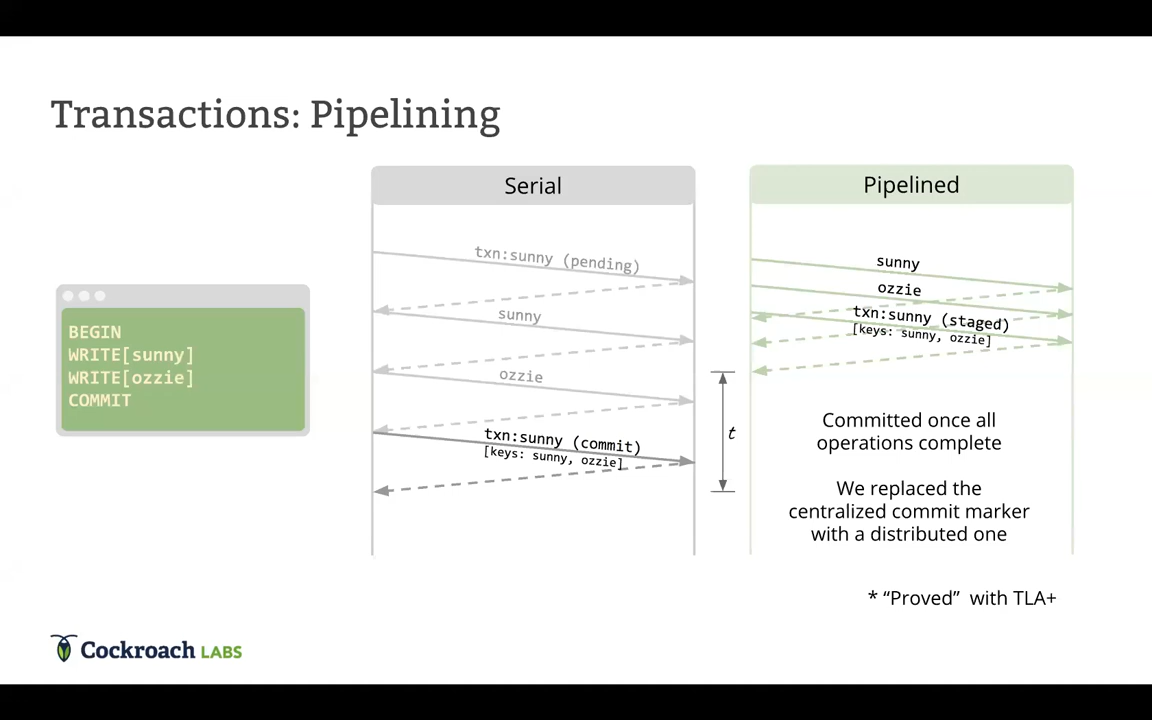 Transactions: Pipelining
BEGIN
WRITE[sunny]
WRITE[ozzie]
COMMIT
Serial
txn:sunny (pending)
sunny
ozzie
txn:sunny (commit)
[keys: sunny, ozzie]
t
Pipelined
sunny
ozzie
txn:sunny (staged)
[keys: sunny, ozzie]
Committed once all
operations complete
We replaced the
centralized commit marker
with a distributed one
* “Proved” with TLA+
Cockroach LABS